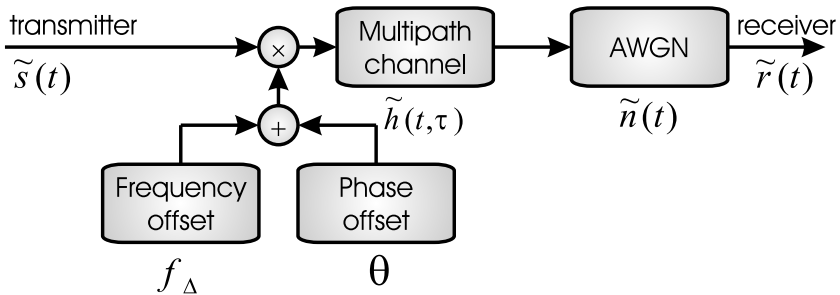 transmitter
s̃(t)
×
Multipath
channel
h̃(t,τ)
AWGN
ñ(t)
receiver
r̃(t)
+
Frequency
offset
f_Δ
Phase
offset
θ